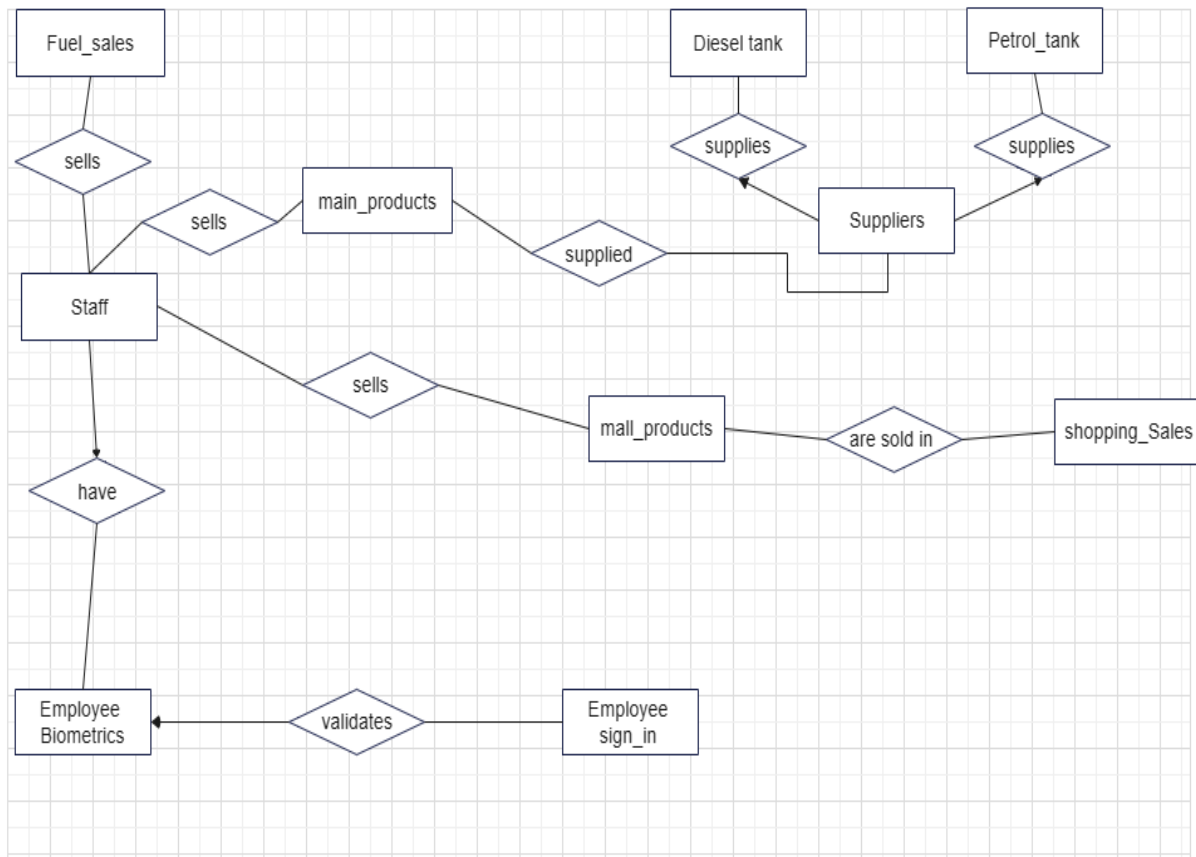 Fuel_sales
Diesel tank
Petrol_tank
sells
supplies
supplies
sells
main_products
Suppliers
supplied
Staff
sells
mall_products
are sold in
shopping_Sales
have
Employee
Biometrics
validates
Employee
sign_in